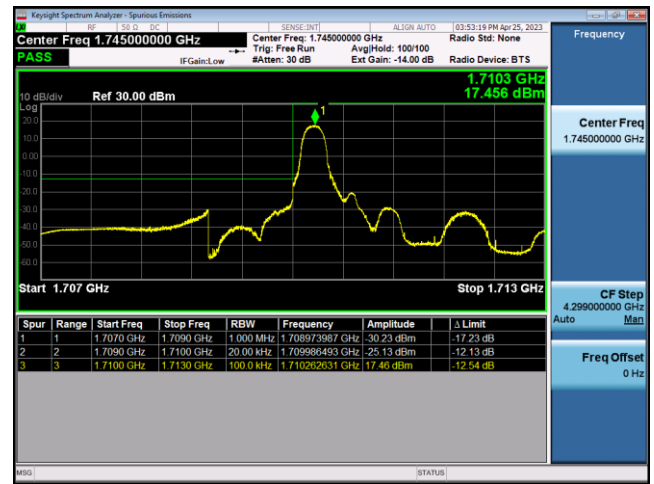 Keysight Spectrum Analyzer - Spurious Emissions
RF 50 Ω DC SENSE:INT ALIGN AUTO 03:53:19 PM Apr 25, 2023
Center Freq 1.745000000 GHz
Center Freq: 1.745000000 GHz Radio Std: None
Trig: Free Run Avg|Hold: 100/100
PASS IFGain:Low #Atten: 30 dB Ext Gain: -14.00 dB Radio Device: BTS
1.7103 GHz
17.456 dBm
10 dB/div Ref 30.00 dBm
Log
20.0
10.0
0.00
-10.0
-20.0
-30.0
-40.0
-50.0
-60.0
1
Start 1.707 GHz Stop 1.713 GHz
Spur Range Start Freq Stop Freq RBW Frequency Amplitude Δ Limit
1 1 1.7070 GHz 1.7090 GHz 1.000 MHz 1.708973987 GHz -30.23 dBm -17.23 dB
2 2 1.7090 GHz 1.7100 GHz 20.00 kHz 1.709986493 GHz -25.13 dBm -12.13 dB
3 3 1.7100 GHz 1.7130 GHz 100.0 kHz 1.710262631 GHz 17.46 dBm -12.54 dB
MSG STATUS
Frequency
Center Freq
1.745000000 GHz
CF Step
4.299000000 GHz
Auto Man
Freq Offset
0 Hz